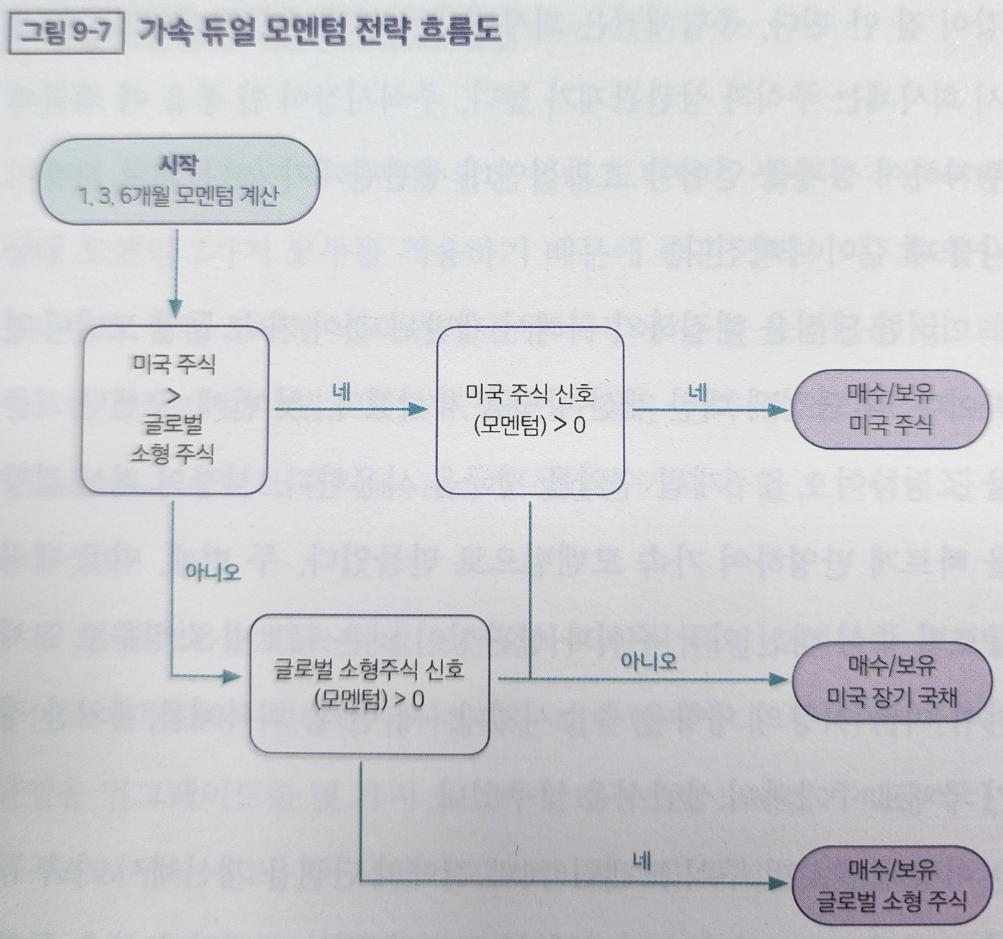 그림 9-7 가속 듀얼 모멘텀 전략 흐름도
시작
1, 3, 6개월 모멘텀 계산
미국 주식
>
글로벌
소형 주식
네
미국 주식 신호
(모멘텀) > 0
네
매수/보유
미국 주식
아니오
글로벌 소형주식 신호
(모멘텀) > 0
아니오
매수/보유
미국 장기 국채
네
매수/보유
글로벌 소형 주식